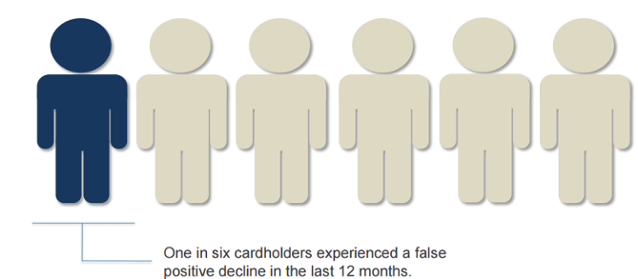 One in six cardholders experienced a false
positive decline in the last 12 months.